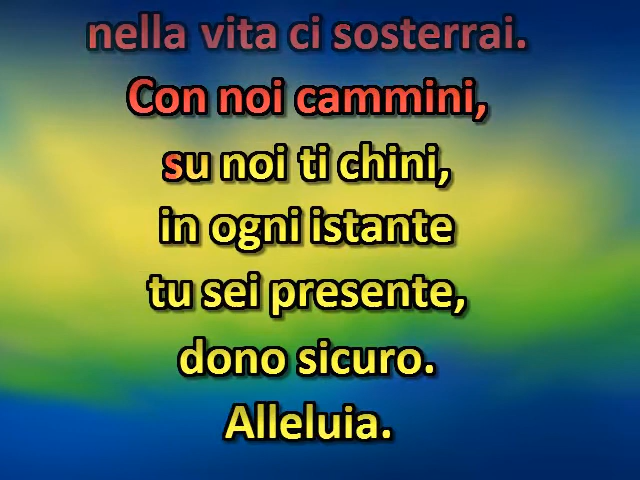 nella vita ci sosterrai.
Con noi cammini,
su noi ti chini,
in ogni istante
tu sei presente,
dono sicuro.
Alleluia.